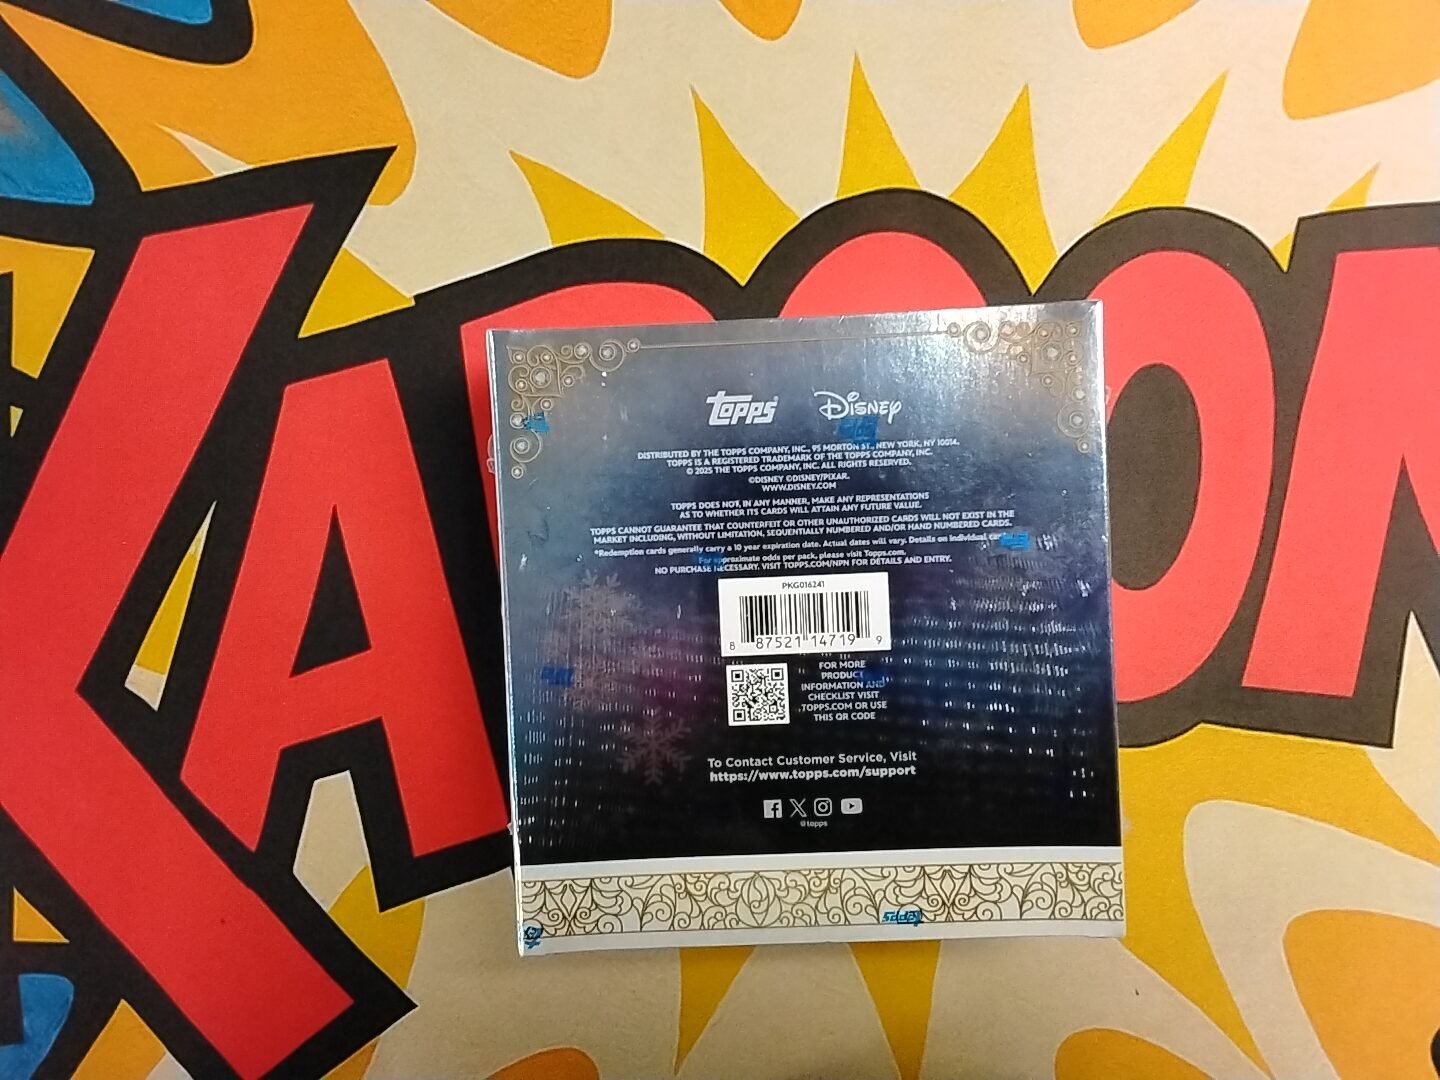 KABOOM
TOPPS DISNEY
DISTRIBUTED BY THE TOPPS COMPANY, INC., 95 MORTON ST., NEW YORK, NY 10014.
TOPPS IS A REGISTERED TRADEMARK OF THE TOPPS COMPANY, INC.
© 2025 THE TOPPS COMPANY, INC. ALL RIGHTS RESERVED.
©DISNEY ©DISNEY/PIXAR.
WWW.DISNEY.COM
TOPPS DOES NOT, IN ANY MANNER, MAKE ANY REPRESENTATIONS
AS TO WHETHER ITS CARDS WILL ATTAIN ANY FUTURE VALUE.
TOPPS CANNOT GUARANTEE THAT COUNTERFEIT OR OTHER UNAUTHORIZED CARDS WILL NOT EXIST IN THE
MARKET INCLUDING, WITHOUT LIMITATION, SEQUENTIALLY NUMBERED AND/OR HAND NUMBERED CARDS.
*Redemption cards generally carry a 10 year expiration date. Actual dates will vary. Details on individual
For approximate odds per pack, please visit Topps.com.
NO PURCHASE NECESSARY. VISIT TOPPS.COM/NPN FOR DETAILS AND ENTRY.
PKG016241
8 87521 14719 9
FOR MORE
PRODUCT
INFORMATION AND
CHECKLIST VISIT
TOPPS.COM OR USE
THIS QR CODE
To Contact Customer Service, Visit
https://www.topps.com/support
@topps